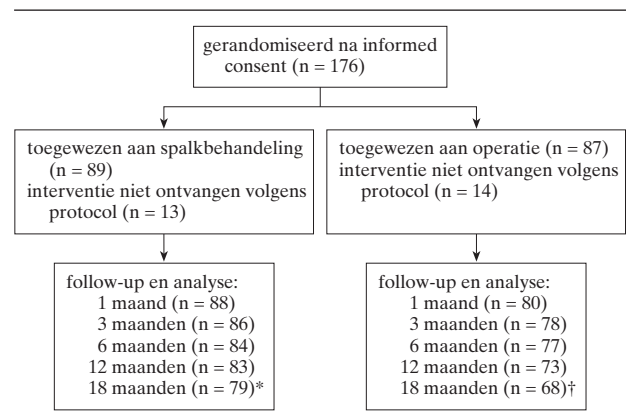 gerandomiseerd na informed
consent (n = 176)
toegewezen aan spalkbehandeling
(n = 89)
interventie niet ontvangen volgens
protocol (n = 13)
toegewezen aan operatie (n = 87)
interventie niet ontvangen volgens
protocol (n = 14)
follow-up en analyse:
1 maand (n = 88)
3 maanden (n = 86)
6 maanden (n = 84)
12 maanden (n = 83)
18 maanden (n = 79)*
follow-up en analyse:
1 maand (n = 80)
3 maanden (n = 78)
6 maanden (n = 77)
12 maanden (n = 73)
18 maanden (n = 68)†